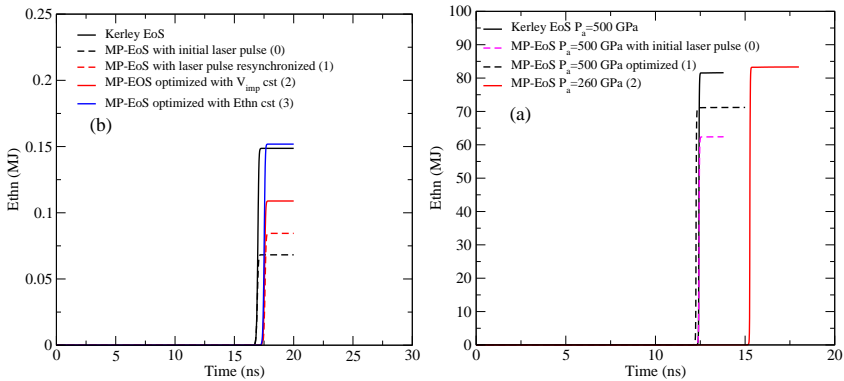 (b)
Kerley EoS
MP-EoS with initial laser pulse (0)
MP-EoS with laser pulse resynchronized (1)
MP-EOS optimized with V_imp cst (2)
MP-EoS optimized with Ethn cst (3)
0.25
0.2
0.15
0.1
0.05
0
Ethn (MJ)
0 5 10 15 20 25 30
Time (ns)
Kerley EoS P_a=500 GPa
MP-EoS P_a=500 GPa with initial laser pulse (0)
MP-EoS P_a=500 GPa optimized (1)
MP-EoS P_a=260 GPa (2)
(a)
100
90
80
70
60
50
40
30
20
10
0
Ethn (MJ)
0 5 10 15 20
Time (ns)